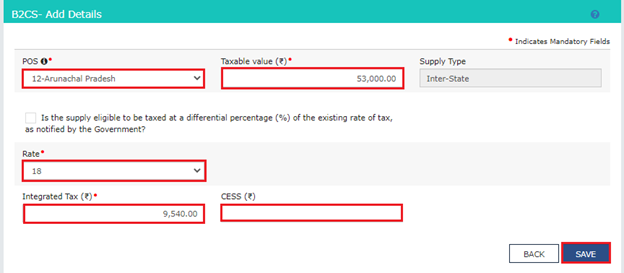 B2CS- Add Details
• Indicates Mandatory Fields
POS •
Taxable value (₹) •
Supply Type
12-Arunachal Pradesh
53,000.00
Inter-State
Is the supply eligible to be taxed at a differential percentage (%) of the existing rate of tax,
as notified by the Government?
Rate •
18
Integrated Tax (₹) •
CESS (₹)
9,540.00
BACK
SAVE